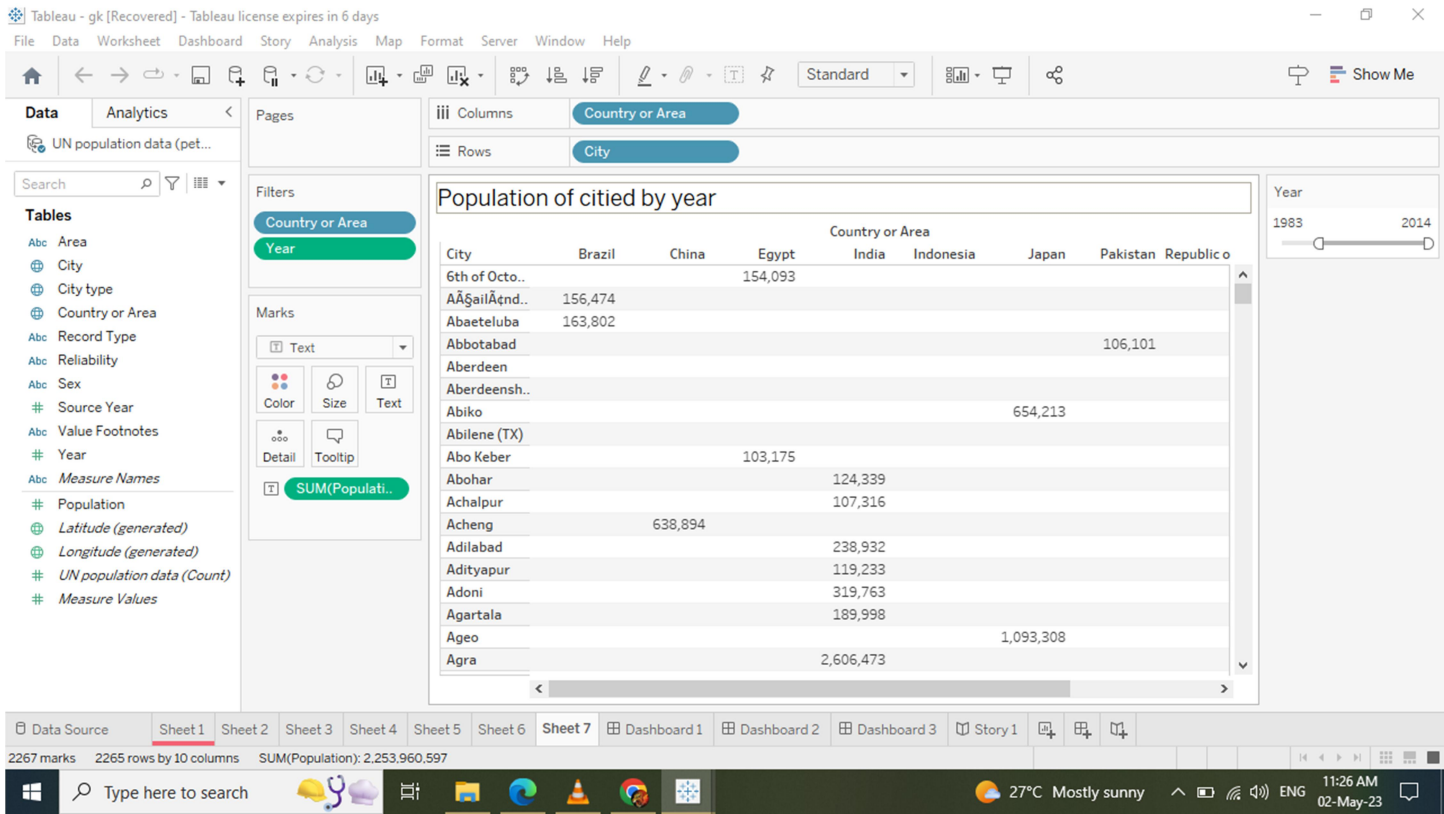 Tableau - gk [Recovered] - Tableau license expires in 6 days
File Data Worksheet Dashboard Story Analysis Map Format Server Window Help
Standard
Show Me
Data Analytics
UN population data (pet...
Search
Tables
Abc Area
City
City type
Country or Area
Abc Record Type
Abc Reliability
Abc Sex
# Source Year
Abc Value Footnotes
# Year
Abc Measure Names
# Population
Latitude (generated)
Longitude (generated)
# UN population data (Count)
# Measure Values
Pages
Filters
Country or Area
Year
Marks
T Text
Color Size Text
Detail Tooltip
T SUM(Populati..
iii Columns Country or Area
Rows City
Population of citied by year
Country or Area
City Brazil China Egypt India Indonesia Japan Pakistan Republic o
6th of Octo.. 154,093
AÃ§ailÃ¢nd.. 156,474
Abaeteluba 163,802
Abbotabad 106,101
Aberdeen
Aberdeensh..
Abiko 654,213
Abilene (TX)
Abo Keber 103,175
Abohar 124,339
Achalpur 107,316
Acheng 638,894
Adilabad 238,932
Adityapur 119,233
Adoni 319,763
Agartala 189,998
Ageo 1,093,308
Agra 2,606,473
Year
1983 2014
Data Source Sheet 1 Sheet 2 Sheet 3 Sheet 4 Sheet 5 Sheet 6 Sheet 7 Dashboard 1 Dashboard 2 Dashboard 3 Story 1
2267 marks 2265 rows by 10 columns SUM(Population): 2,253,960,597
Type here to search
27°C Mostly sunny
ENG
11:26 AM
02-May-23